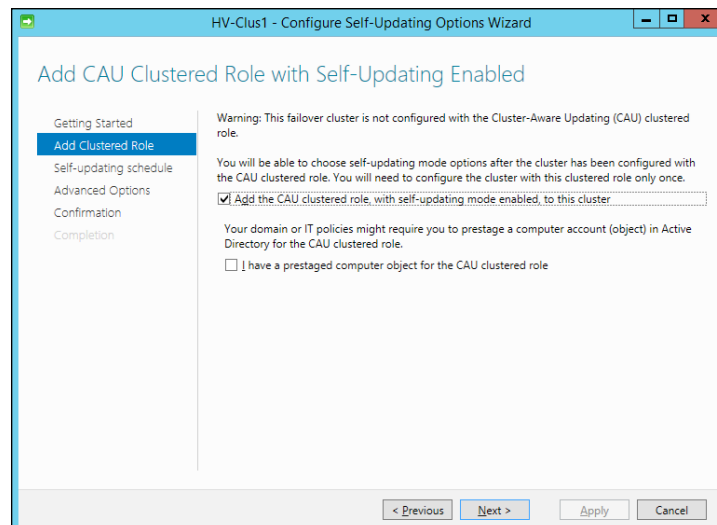 HV-Clus1 - Configure Self-Updating Options Wizard
Add CAU Clustered Role with Self-Updating Enabled
Getting Started
Add Clustered Role
Self-updating schedule
Advanced Options
Confirmation
Completion
Warning: This failover cluster is not configured with the Cluster-Aware Updating (CAU) clustered
role.
You will be able to choose self-updating mode options after the cluster has been configured with
the CAU clustered role. You will need to configure the cluster with this clustered role only once.
Add the CAU clustered role, with self-updating mode enabled, to this cluster
Your domain or IT policies might require you to prestage a computer account (object) in Active
Directory for the CAU clustered role.
I have a prestaged computer object for the CAU clustered role
< Previous
Next >
Apply
Cancel